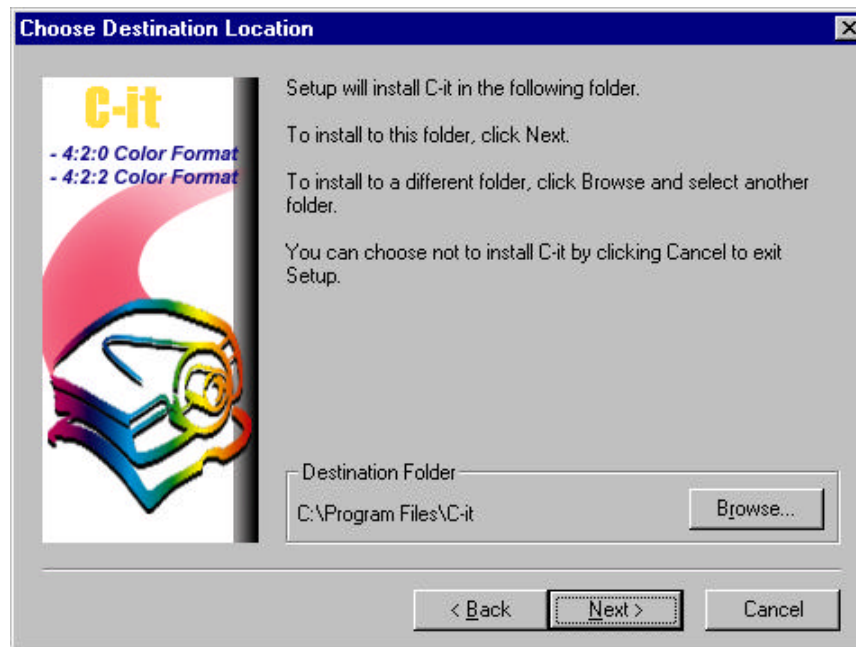 Choose Destination Location
C-it
- 4:2:0 Color Format
- 4:2:2 Color Format
Setup will install C-it in the following folder.
To install to this folder, click Next.
To install to a different folder, click Browse and select another
folder.
You can choose not to install C-it by clicking Cancel to exit
Setup.
Destination Folder
C:\Program Files\C-it
Browse...
< Back
Next >
Cancel